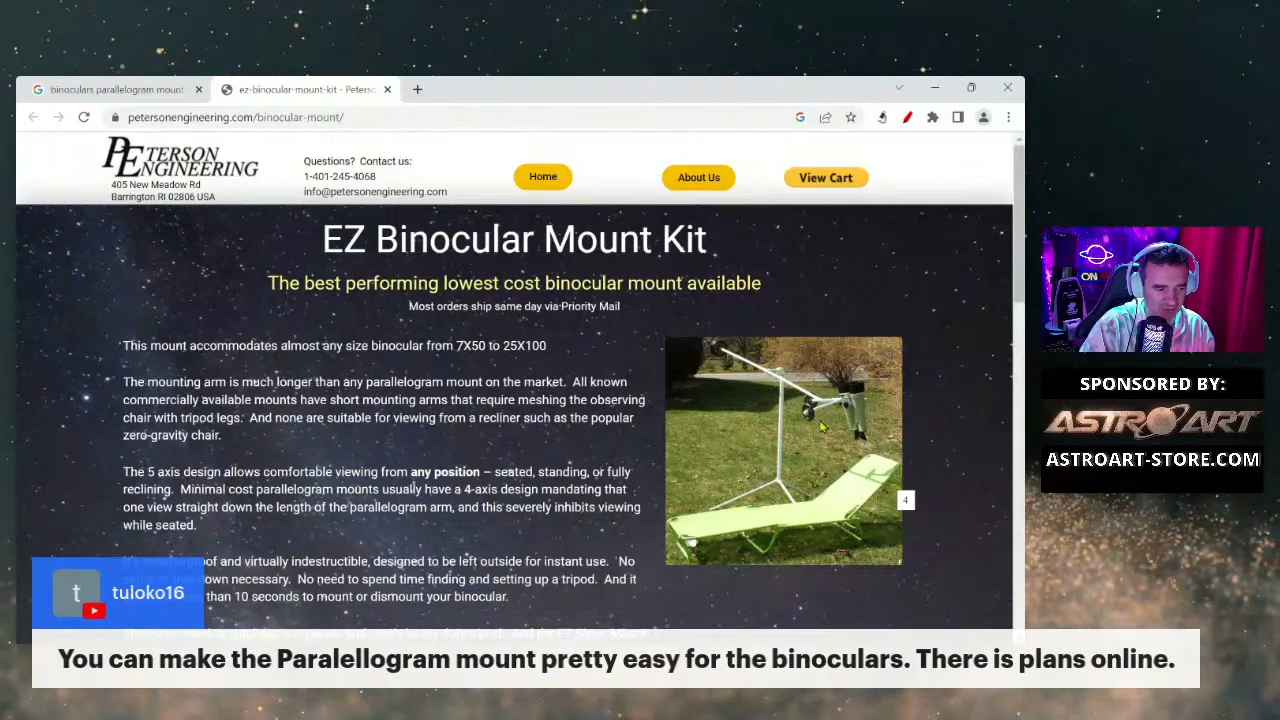 binoculars parallelogram mount
ez-binocular-mount-kit - Peterso
petersonengineering.com/binocular-mount/
PETERSON
ENGINEERING
405 New Meadow Rd
Barrington RI 02806 USA
Questions? Contact us:
1-401-245-4068
info@petersonengineering.com
Home
About Us
View Cart
EZ Binocular Mount Kit
The best performing lowest cost binocular mount available
Most orders ship same day via Priority Mail
This mount accommodates almost any size binocular from 7X50 to 25X100
The mounting arm is much longer than any parallelogram mount on the market. All known
commercially available mounts have short mounting arms that require meshing the observing
chair with tripod legs. And none are suitable for viewing from a recliner such as the popular
zero-gravity chair.
The 5 axis design allows comfortable viewing from any position – seated, standing, or fully
reclining. Minimal cost parallelogram mounts usually have a 4-axis design mandating that
one view straight down the length of the parallelogram arm, and this severely inhibits viewing
while seated.
and virtually indestructible, designed to be left outside for instant use. No
necessary. No need to spend time finding and setting up a tripod. And it
than 10 seconds to mount or dismount your binocular.
4
ON
SPONSORED BY:
ASTROART
ASTROART-STORE.COM
t
tuloko16
You can make the Paralellogram mount pretty easy for the binoculars. There is plans online.